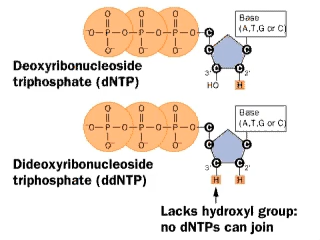 O O O
⁻O–P–O–P–O–P–O–C
O⁻ O⁻ O⁻
Base
(A,T,G or C)
C C
C C
3' 2'
HO H
Deoxyribonucleoside
triphosphate (dNTP)
O O O
O–P–O–P–O–P–O–C
O⁻ O⁻ O⁻
Base
(A,T,G or C)
C C
C C
3' 2'
H H
Dideoxyribonucleoside
triphosphate (ddNTP)
Lacks hydroxyl group:
no dNTPs can join